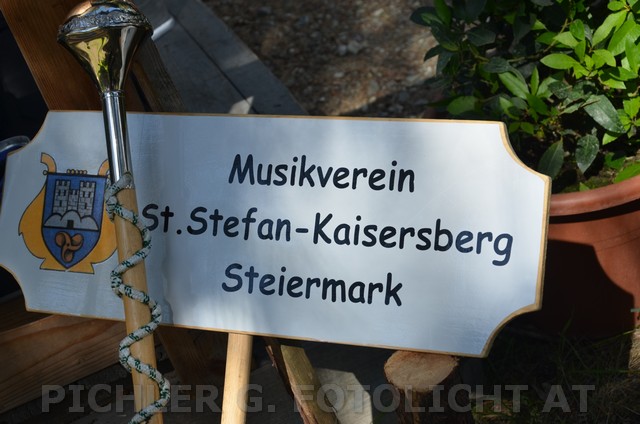 Musikverein
St.Stefan-Kaisersberg
Steiermark
PICHLER G. FOTOLICHT AT